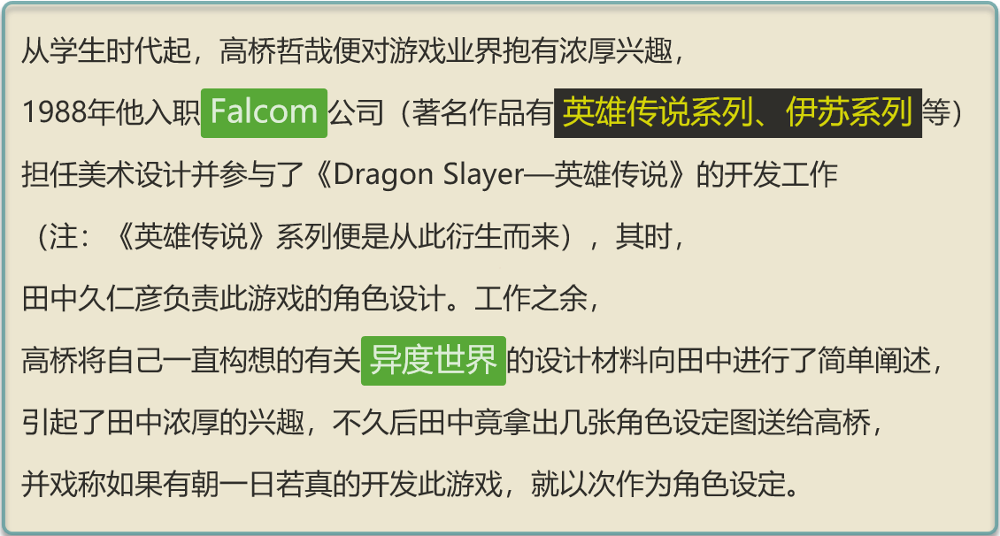 从学生时代起，高桥哲哉便对游戏业界抱有浓厚兴趣，
1988年他入职Falcom公司（著名作品有英雄传说系列、伊苏系列等）
担任美术设计并参与了《Dragon Slayer—英雄传说》的开发工作
（注：《英雄传说》系列便是从此衍生而来），其时，
田中久仁彦负责此游戏的角色设计。工作之余，
高桥将自己一直构想的有关异度世界的设计材料向田中进行了简单阐述，
引起了田中浓厚的兴趣，不久后田中竟拿出几张角色设定图送给高桥，
并戏称如果有朝一日若真的开发此游戏，就以次作为角色设定。